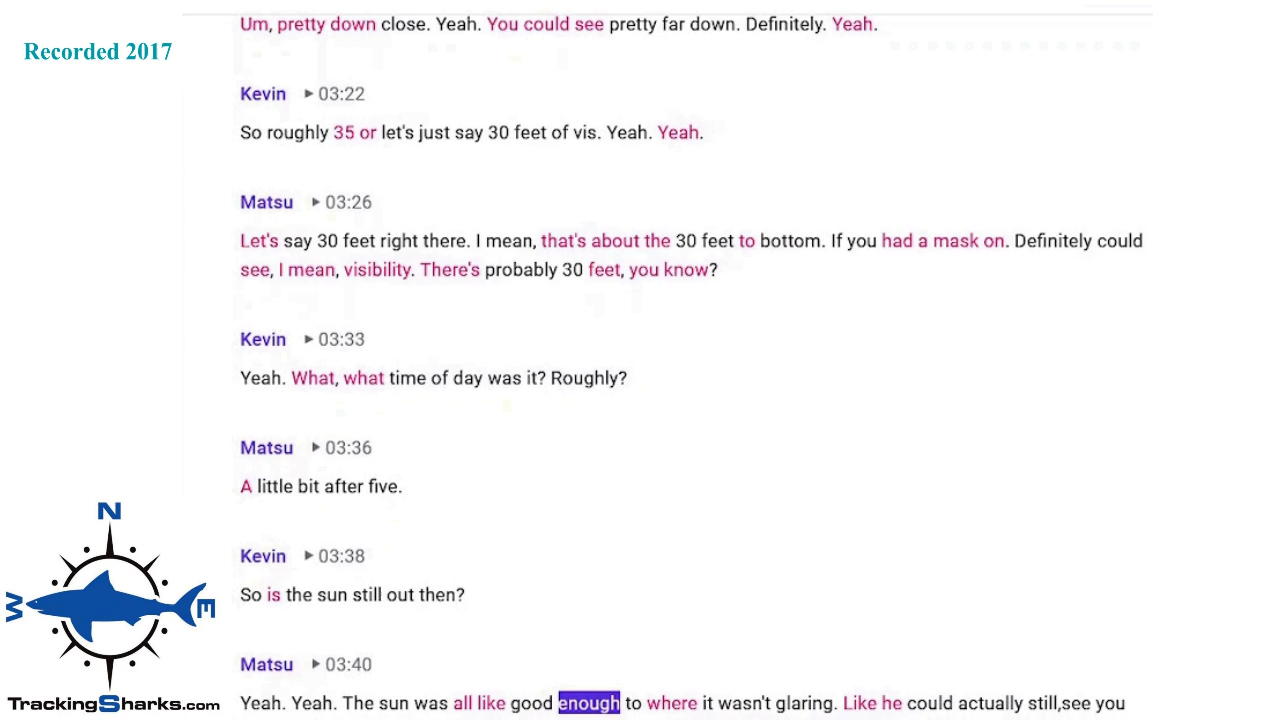 Um, pretty down close. Yeah. You could see pretty far down. Definitely. Yeah.
Recorded 2017
Kevin 03:22
So roughly 35 or let's just say 30 feet of vis. Yeah. Yeah.
Matsu 03:26
Let's say 30 feet right there. I mean, that's about the 30 feet to bottom. If you had a mask on. Definitely could
see, I mean, visibility. There's probably 30 feet, you know?
Kevin 03:33
Yeah. What, what time of day was it? Roughly?
Matsu 03:36
A little bit after five.
Kevin 03:38
So is the sun still out then?
Matsu 03:40
Yeah. Yeah. The sun was all like good enough to where it wasn't glaring. Like he could actually still,see you
N
W
E
TrackingSharks.com